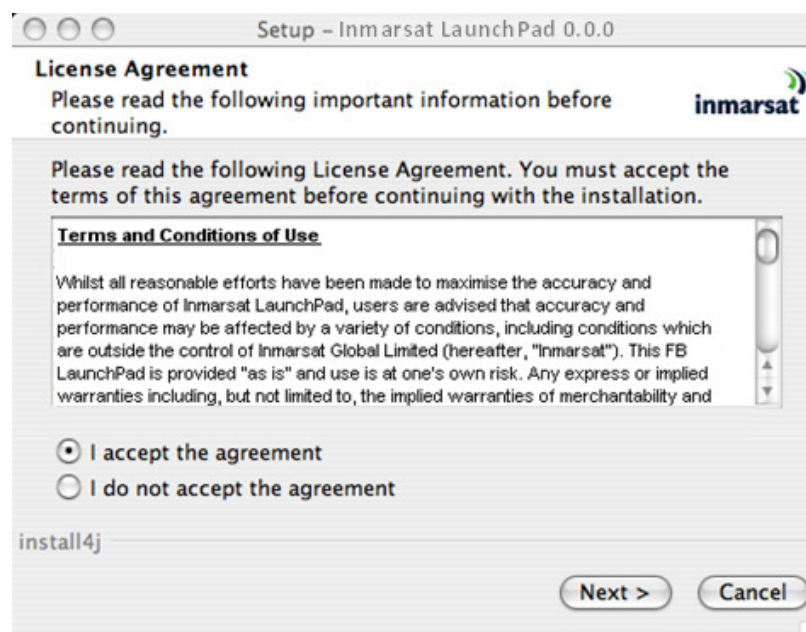 Setup – Inmarsat LaunchPad 0.0.0
License Agreement
Please read the following important information before
continuing.
inmarsat
Please read the following License Agreement. You must accept the
terms of this agreement before continuing with the installation.
Terms and Conditions of Use
Whilst all reasonable efforts have been made to maximise the accuracy and
performance of Inmarsat LaunchPad, users are advised that accuracy and
performance may be affected by a variety of conditions, including conditions which
are outside the control of Inmarsat Global Limited (hereafter, "Inmarsat"). This FB
LaunchPad is provided "as is" and use is at one's own risk. Any express or implied
warranties including, but not limited to, the implied warranties of merchantability and
I accept the agreement
I do not accept the agreement
install4j
Next >
Cancel